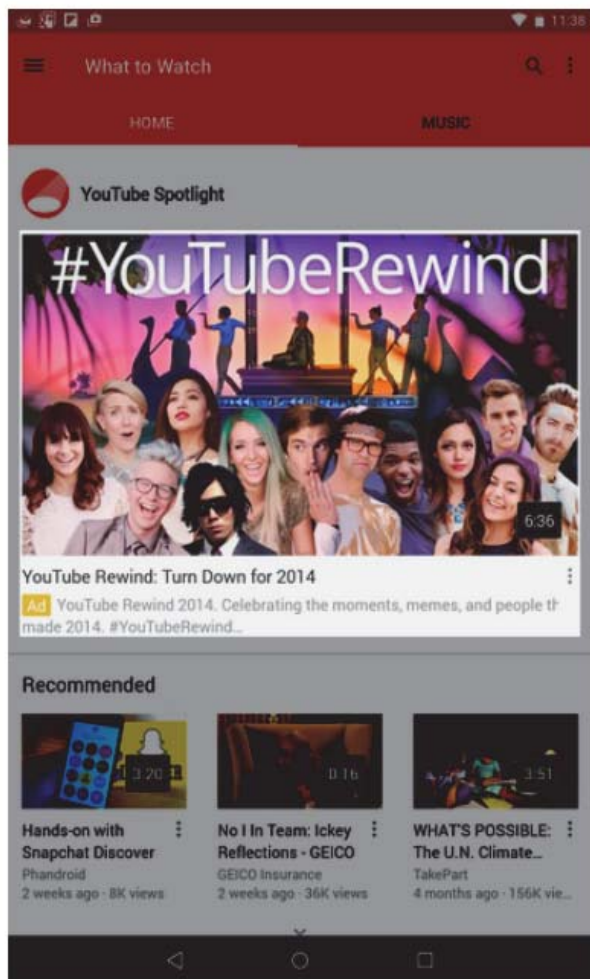 11:38
What to Watch
HOME MUSIC
YouTube Spotlight
#YouTubeRewind
6:36
YouTube Rewind: Turn Down for 2014
Ad YouTube Rewind 2014. Celebrating the moments, memes, and people th
made 2014. #YouTubeRewind...
Recommended
3:20 0:16 3:51
Hands-on with
Snapchat Discover
Phandroid
2 weeks ago · 8K views
No I In Team: Ickey
Reflections - GEICO
GEICO Insurance
2 weeks ago · 36K views
WHAT'S POSSIBLE:
The U.N. Climate...
TakePart
4 months ago · 156K vie...